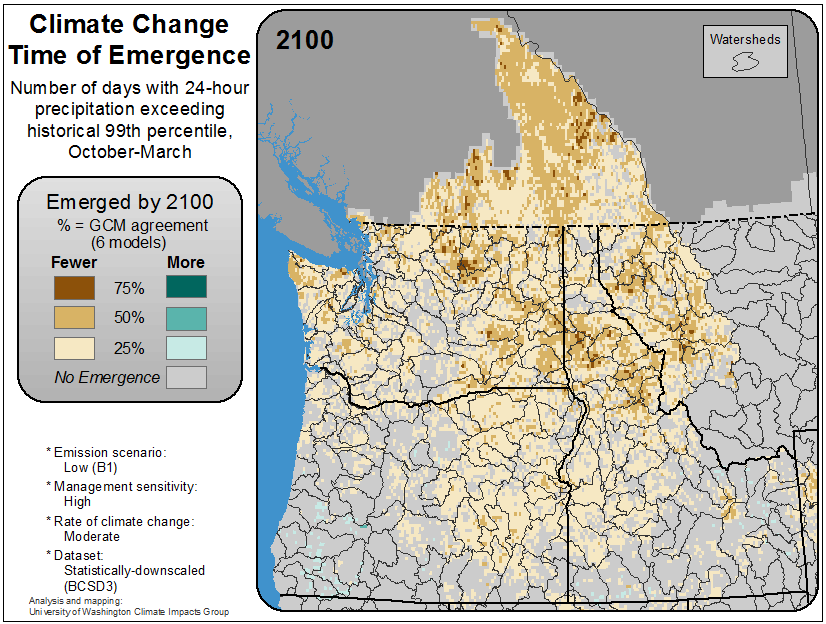 Climate Change
Time of Emergence
Number of days with 24-hour
precipitation exceeding
historical 99th percentile,
October-March
Emerged by 2100
% = GCM agreement
(6 models)
Fewer More
75%
50%
25%
No Emergence
* Emission scenario:
Low (B1)
* Management sensitivity:
High
* Rate of climate change:
Moderate
* Dataset:
Statistically-downscaled
(BCSD3)
Analysis and mapping:
University of Washington Climate Impacts Group
2100
Watersheds